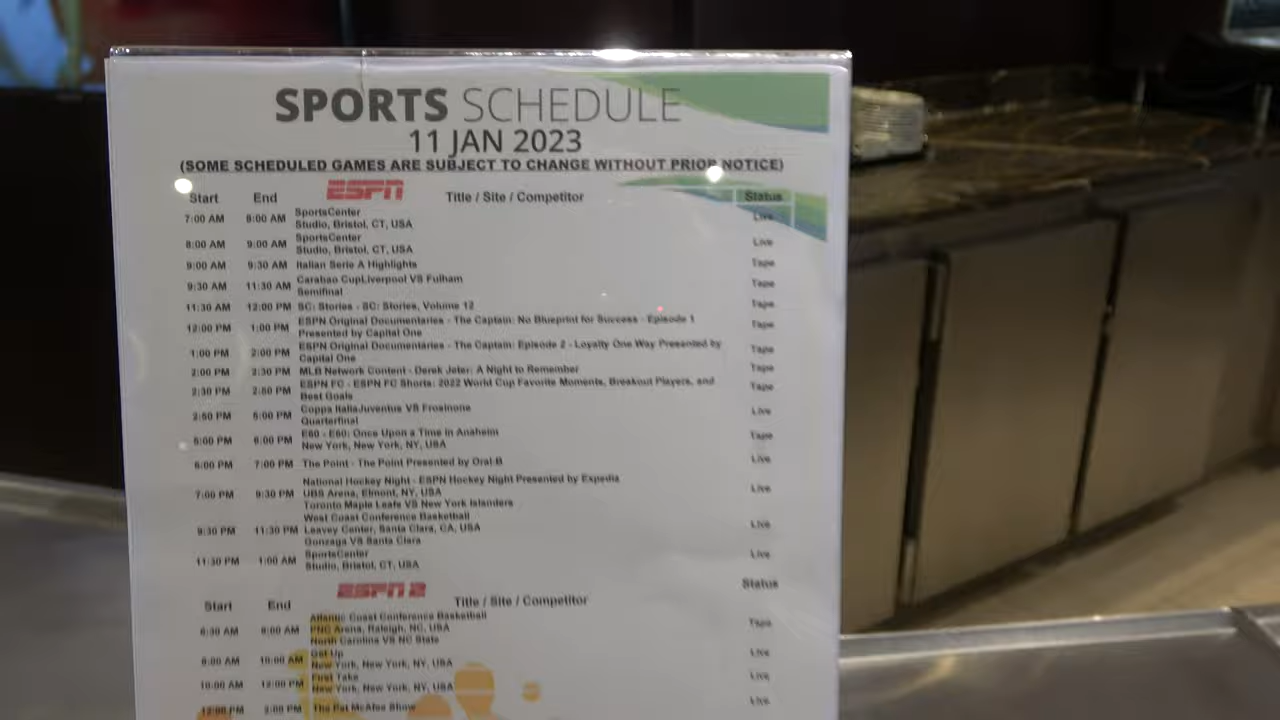 SPORTS SCHEDULE
11 JAN 2023
(SOME SCHEDULED GAMES ARE SUBJECT TO CHANGE WITHOUT PRIOR NOTICE)
Start End ESPN Title / Site / Competitor Status
7:00 AM 8:00 AM SportsCenter Live
Studio, Bristol, CT, USA
8:00 AM 9:00 AM SportsCenter Live
Studio, Bristol, CT, USA
9:00 AM 9:30 AM Italian Serie A Highlights Tape
9:30 AM 11:30 AM Carabao CupLiverpool VS Fulham Tape
Semifinal
11:30 AM 12:00 PM SC: Stories - SC: Stories, Volume 12 Tape
12:00 PM 1:00 PM ESPN Original Documentaries - The Captain: No Blueprint for Success - Episode 1 Tape
Presented by Capital One
1:00 PM 2:00 PM ESPN Original Documentaries - The Captain: Episode 2 - Loyalty One Way Presented by Tape
Capital One
2:00 PM 2:30 PM MLB Network Content - Derek Jeter: A Night to Remember Tape
2:30 PM 2:50 PM ESPN FC - ESPN FC Shorts: 2022 World Cup Favorite Moments, Breakout Players, and Tape
Best Goals
2:50 PM 5:00 PM Coppa ItaliaJuventus VS Frosinone Live
Quarterfinal
5:00 PM 6:00 PM E60 - E60: Once Upon a Time in Anaheim Tape
New York, New York, NY, USA
6:00 PM 7:00 PM The Point - The Point Presented by Oral-B Live
National Hockey Night - ESPN Hockey Night Presented by Expedia
7:00 PM 9:30 PM UBS Arena, Elmont, NY, USA Live
Toronto Maple Leafs VS New York Islanders
West Coast Conference Basketball
9:30 PM 11:30 PM Leavey Center, Santa Clara, CA, USA Live
Gonzaga VS Santa Clara
11:30 PM 1:00 AM SportsCenter Live
Studio, Bristol, CT, USA
Start End ESPN 2 Title / Site / Competitor Status
Atlantic Coast Conference Basketball
6:30 AM 8:00 AM PNC Arena, Raleigh, NC, USA Tape
North Carolina VS NC State
8:00 AM 10:00 AM Get Up Live
New York, New York, NY, USA
10:00 AM 12:00 PM First Take Live
New York, New York, NY, USA
12:00 PM 2:00 PM The Pat McAfee Show Live